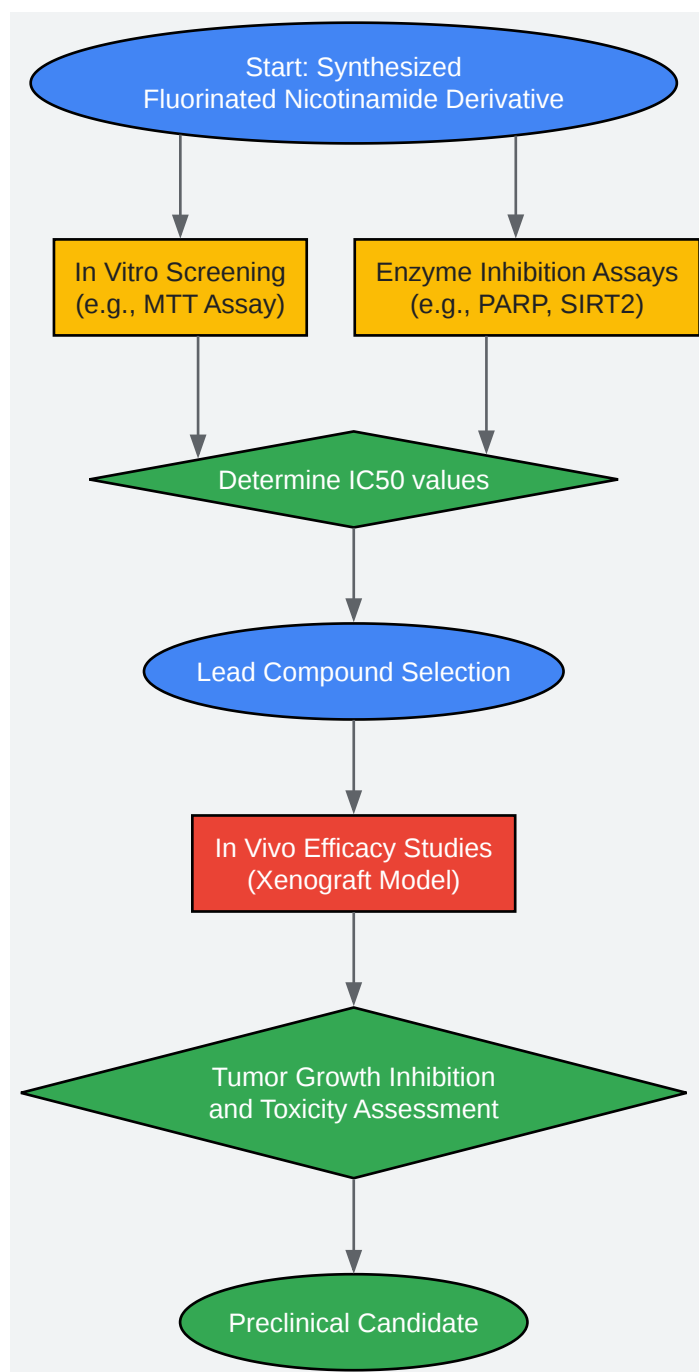 Start: Synthesized
Fluorinated Nicotinamide Derivative
In Vitro Screening
(e.g., MTT Assay)
Enzyme Inhibition Assays
(e.g., PARP, SIRT2)
Determine IC50 values
Lead Compound Selection
In Vivo Efficacy Studies
(Xenograft Model)
Tumor Growth Inhibition
and Toxicity Assessment
Preclinical Candidate